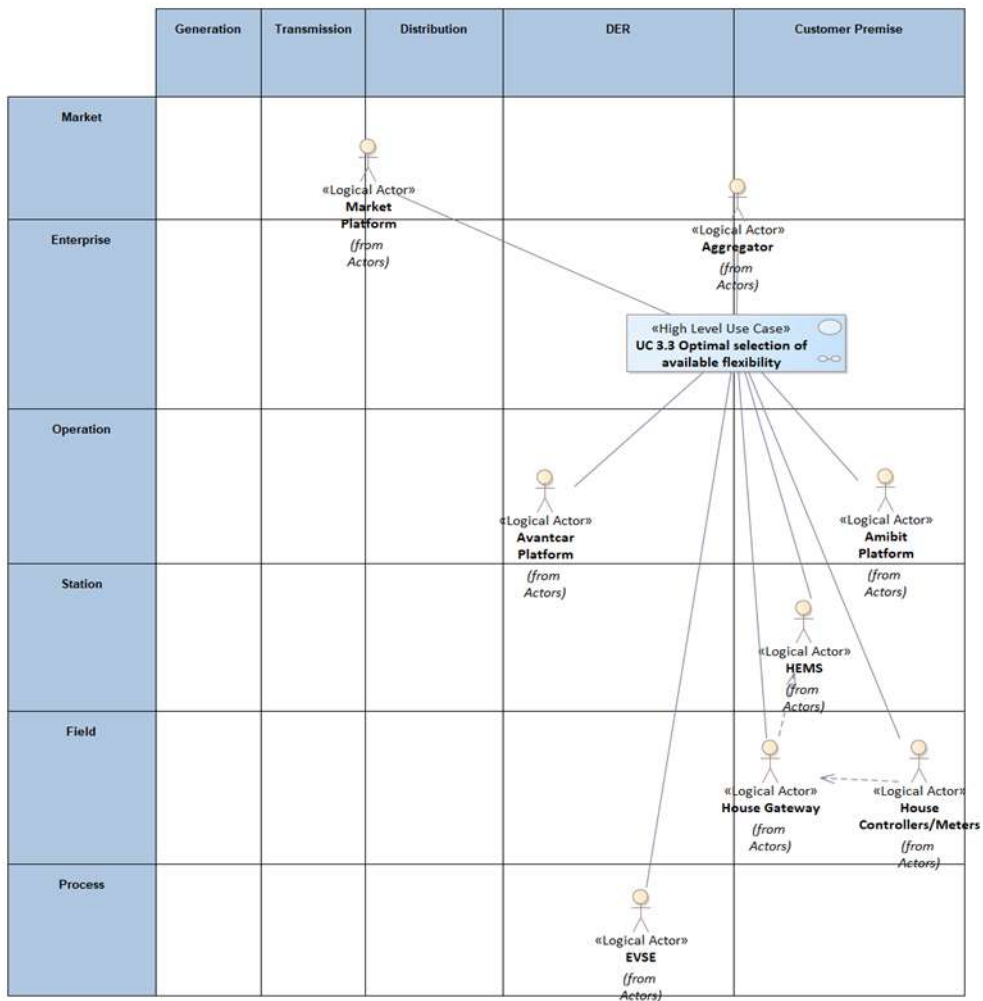 Generation
Transmission
Distribution
DER
Customer Premise
Market
«Logical Actor»
Market
Platform
(from
Actors)
«Logical Actor»
Aggregator
(from
Actors)
Enterprise
«High Level Use Case»
UC 3.3 Optimal selection of
available flexibility
Operation
«Logical Actor»
Avantcar
Platform
(from
Actors)
«Logical Actor»
Amibit
Platform
(from
Actors)
Station
«Logical Actor»
HEMS
(from
Actors)
Field
«Logical Actor»
House Gateway
(from
Actors)
«Logical Actor»
House
Controllers/Meters
(from
Actors)
Process
«Logical Actor»
EVSE
(from
Actors)